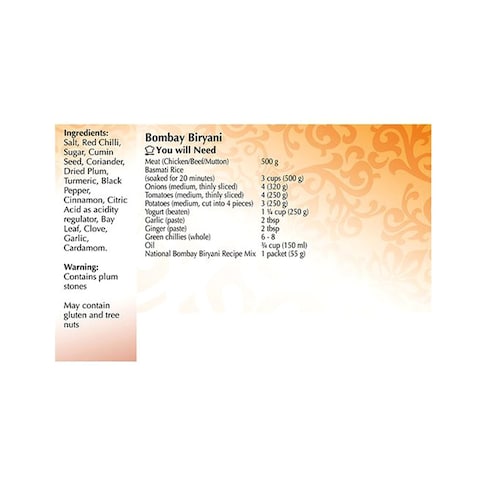 Ingredients:
Salt, Red Chilli,
Sugar, Cumin
Seed, Coriander,
Dried Plum,
Turmeric, Black
Pepper,
Cinnamon, Citric
Acid as acidity
regulator, Bay
Leaf, Clove,
Garlic,
Cardamom.
Warning:
Contains plum
stones
May contain
gluten and tree
nuts
Bombay Biryani
You will Need
Meat (Chicken/Beef/Mutton) 500 g
Basmati Rice
(soaked for 20 minutes) 3 cups (500 g)
Onions (medium, thinly sliced) 4 (320 g)
Tomatoes (medium, thinly sliced) 4 (250 g)
Potatoes (medium, cut into 4 pieces) 3 (250 g)
Yogurt (beaten) 1 ¼ cup (250 g)
Garlic (paste) 2 tbsp
Ginger (paste) 2 tbsp
Green chillies (whole) 6 - 8
Oil ¾ cup (150 ml)
National Bombay Biryani Recipe Mix 1 packet (55 g)